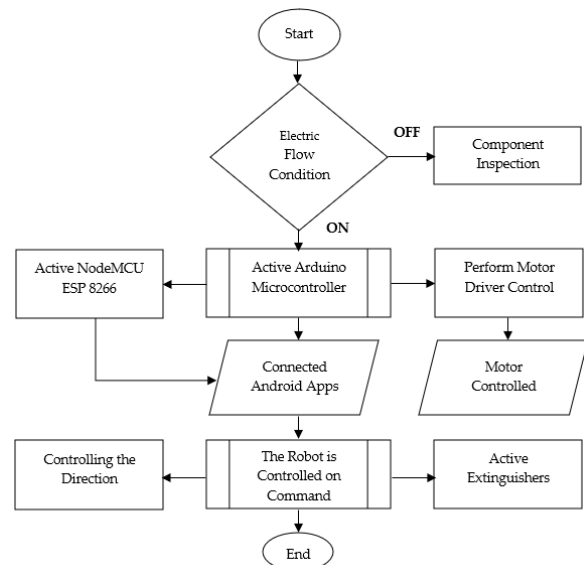 Start
Electric
Flow
Condition
OFF
Component
Inspection
ON
Active NodeMCU
ESP 8266
Active Arduino
Microcontroller
Perform Motor
Driver Control
Connected
Android Apps
Motor
Controlled
Controlling the
Direction
The Robot is
Controlled on
Command
Active
Extinguishers
End